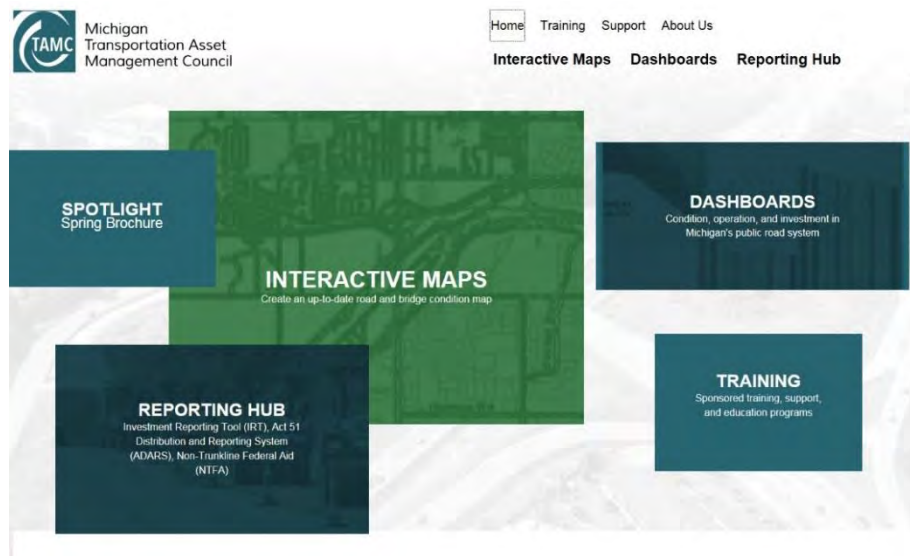 TAMC
Michigan
Transportation Asset
Management Council
Home Training Support About Us
Interactive Maps Dashboards Reporting Hub
SPOTLIGHT
Spring Brochure
INTERACTIVE MAPS
Create an up-to-date road and bridge condition map
DASHBOARDS
Condition, operation, and investment in
Michigan's public road system
REPORTING HUB
Investment Reporting Tool (IRT), Act 51
Distribution and Reporting System
(ADARS), Non-Trunkline Federal Aid
(NTFA)
TRAINING
Sponsored training, support,
and education programs